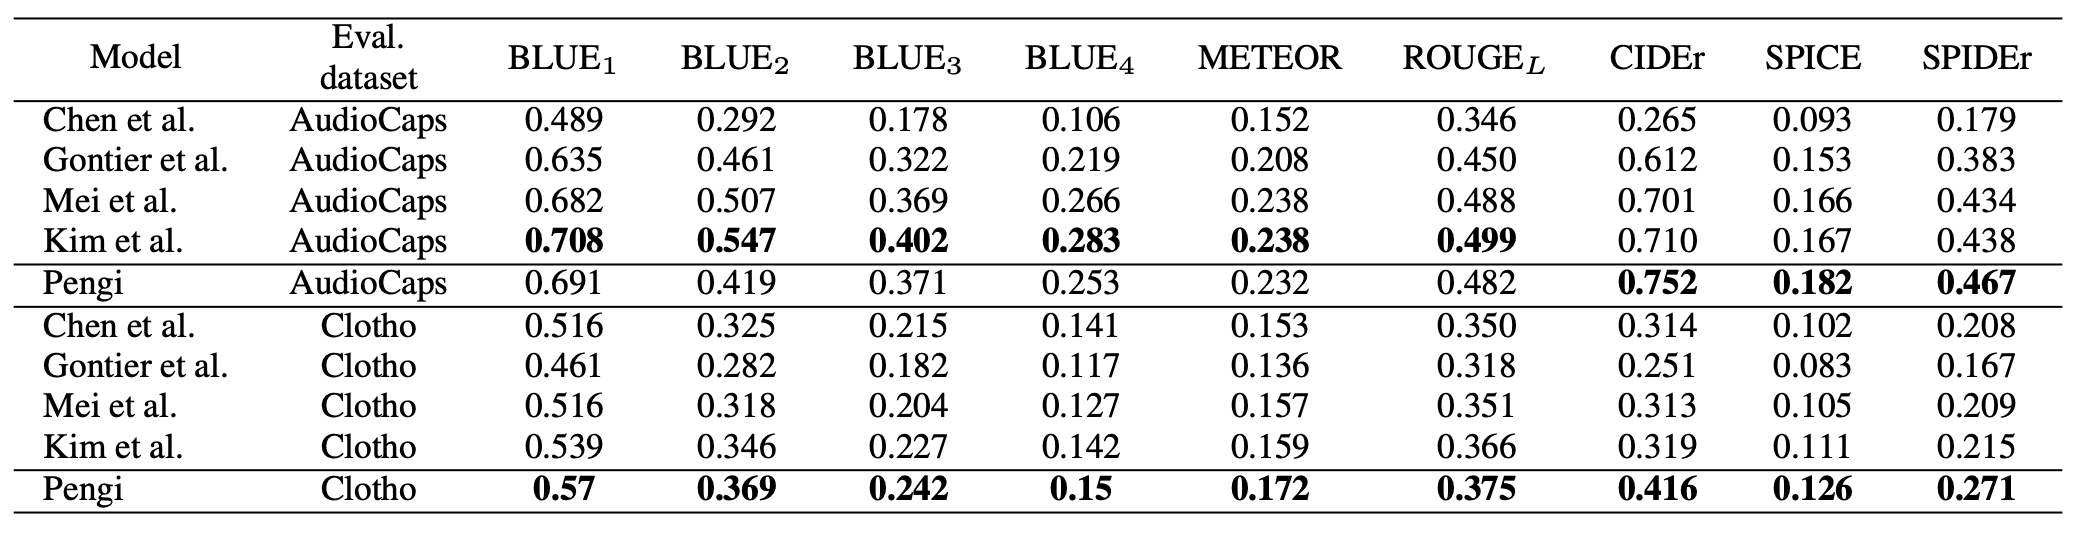 Model Eval. dataset BLUE₁ BLUE₂ BLUE₃ BLUE₄ METEOR ROUGE_L CIDEr SPICE SPIDEr
Chen et al. AudioCaps 0.489 0.292 0.178 0.106 0.152 0.346 0.265 0.093 0.179
Gontier et al. AudioCaps 0.635 0.461 0.322 0.219 0.208 0.450 0.612 0.153 0.383
Mei et al. AudioCaps 0.682 0.507 0.369 0.266 0.238 0.488 0.701 0.166 0.434
Kim et al. AudioCaps 0.708 0.547 0.402 0.283 0.238 0.499 0.710 0.167 0.438
Pengi AudioCaps 0.691 0.419 0.371 0.253 0.232 0.482 0.752 0.182 0.467
Chen et al. Clotho 0.516 0.325 0.215 0.141 0.153 0.350 0.314 0.102 0.208
Gontier et al. Clotho 0.461 0.282 0.182 0.117 0.136 0.318 0.251 0.083 0.167
Mei et al. Clotho 0.516 0.318 0.204 0.127 0.157 0.351 0.313 0.105 0.209
Kim et al. Clotho 0.539 0.346 0.227 0.142 0.159 0.366 0.319 0.111 0.215
Pengi Clotho 0.57 0.369 0.242 0.15 0.172 0.375 0.416 0.126 0.271